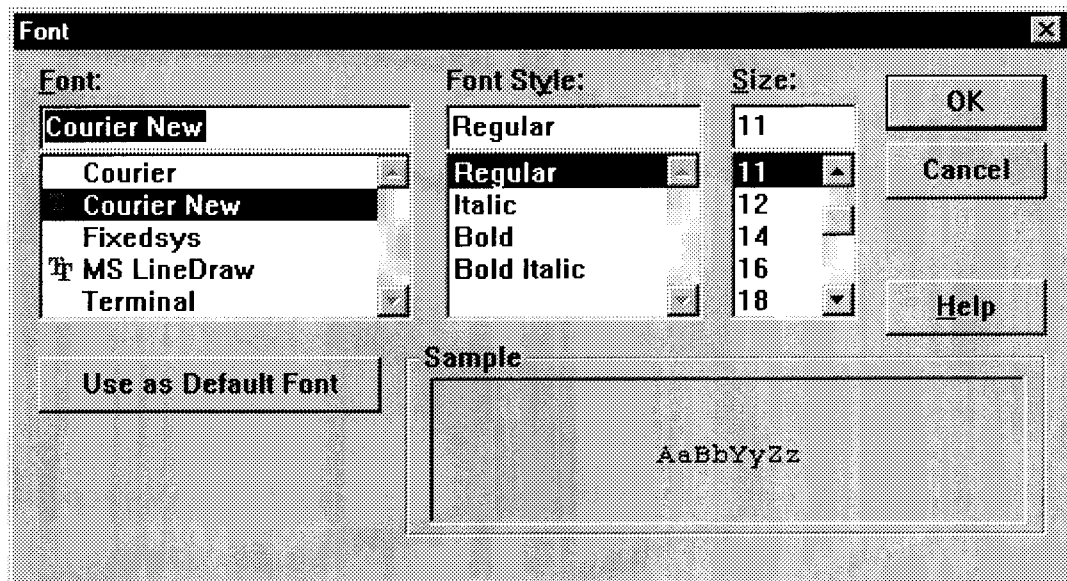 Font
Font:
Courier New
Courier
Courier New
Fixedsys
MS LineDraw
Terminal
Use as Default Font
Font Style:
Regular
Regular
Italic
Bold
Bold Italic
Size:
11
11
12
14
16
18
OK
Cancel
Help
Sample
AaBbYyZz